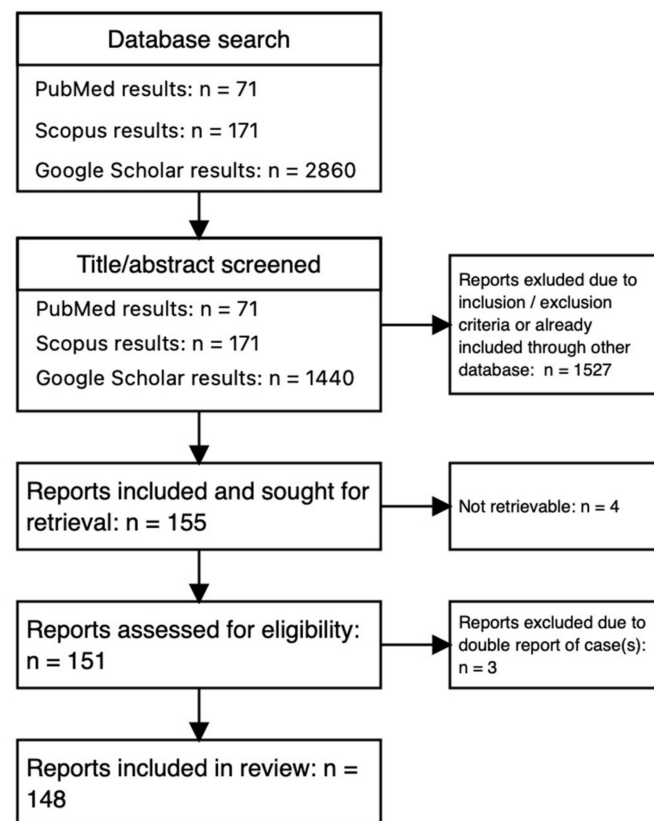 Database search
PubMed results: n = 71
Scopus results: n = 171
Google Scholar results: n = 2860
Title/abstract screened
PubMed results: n = 71
Scopus results: n = 171
Google Scholar results: n = 1440
Reports exluded due to
inclusion / exclusion
criteria or already
included through other
database:  n = 1527
Reports included and sought for
retrieval: n = 155
Not retrievable: n = 4
Reports assessed for eligibility:
n = 151
Reports excluded due to
double report of case(s):
n = 3
Reports included in review: n =
148